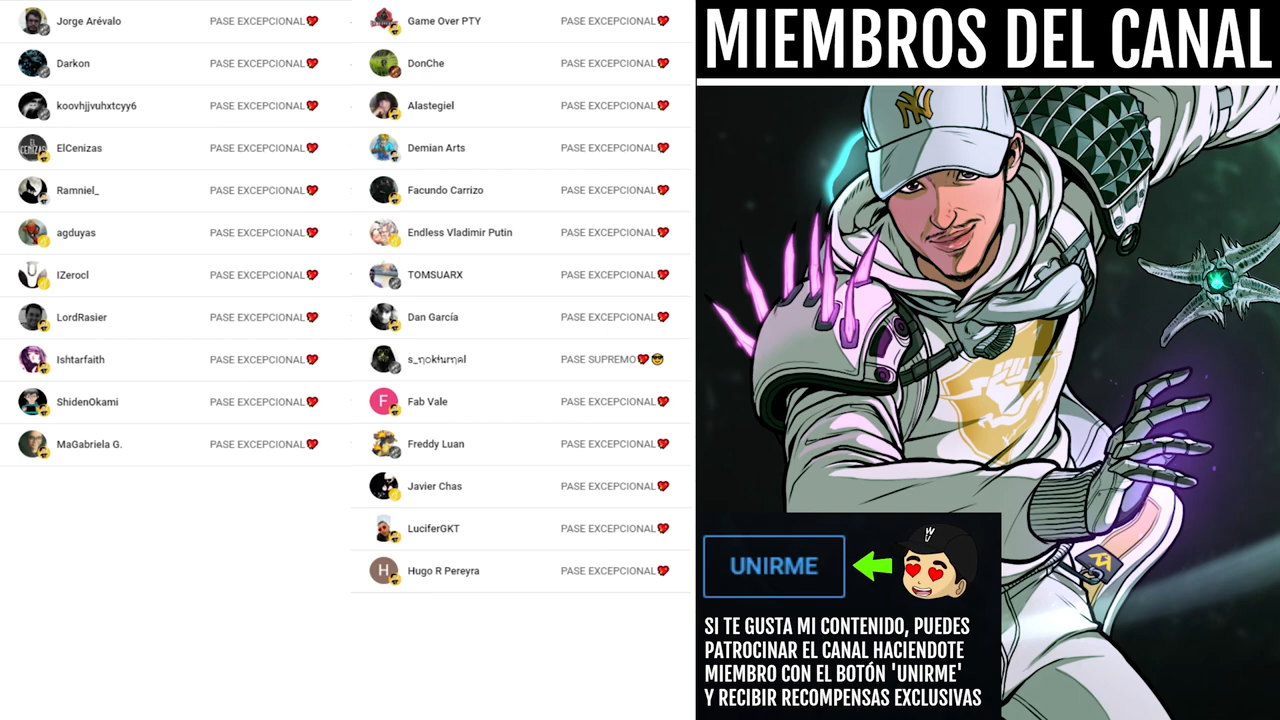 Jorge Arévalo PASE EXCEPCIONAL
Darkon PASE EXCEPCIONAL
koovhjjvuhxtcyy6 PASE EXCEPCIONAL
ElCenizas PASE EXCEPCIONAL
Ramniel_ PASE EXCEPCIONAL
agduyas PASE EXCEPCIONAL
IZerocl PASE EXCEPCIONAL
LordRasier PASE EXCEPCIONAL
Ishtarfaith PASE EXCEPCIONAL
ShidenOkami PASE EXCEPCIONAL
MaGabriela G. PASE EXCEPCIONAL
Game Over PTY PASE EXCEPCIONAL
DonChe PASE EXCEPCIONAL
Alastegiel PASE EXCEPCIONAL
Demian Arts PASE EXCEPCIONAL
Facundo Carrizo PASE EXCEPCIONAL
Endless Vladimir Putin PASE EXCEPCIONAL
TOMSUARX PASE EXCEPCIONAL
Dan García PASE EXCEPCIONAL
PASE SUPREMO
F Fab Vale PASE EXCEPCIONAL
Freddy Luan PASE EXCEPCIONAL
Javier Chas PASE EXCEPCIONAL
LuciferGKT PASE EXCEPCIONAL
H Hugo R Pereyra PASE EXCEPCIONAL
MIEMBROS DEL CANAL
NY
UNIRME
SI TE GUSTA MI CONTENIDO, PUEDES
PATROCINAR EL CANAL HACIENDOTE
MIEMBRO CON EL BOTÓN 'UNIRME'
Y RECIBIR RECOMPENSAS EXCLUSIVAS